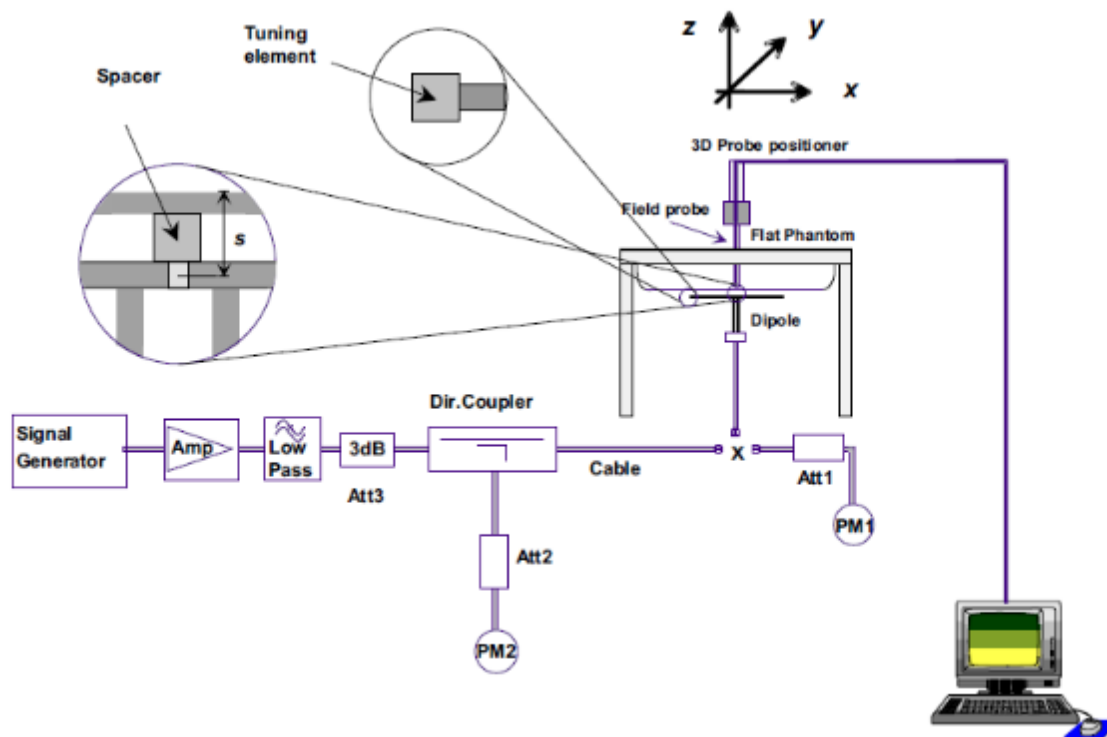 Tuning
element
Spacer
s
z
y
x
3D Probe positioner
Field probe
Flat Phantom
Dipole
Dir.Coupler
Signal
Generator
Amp
Low
Pass
3dB
Att3
Cable
X
Att1
PM1
Att2
PM2